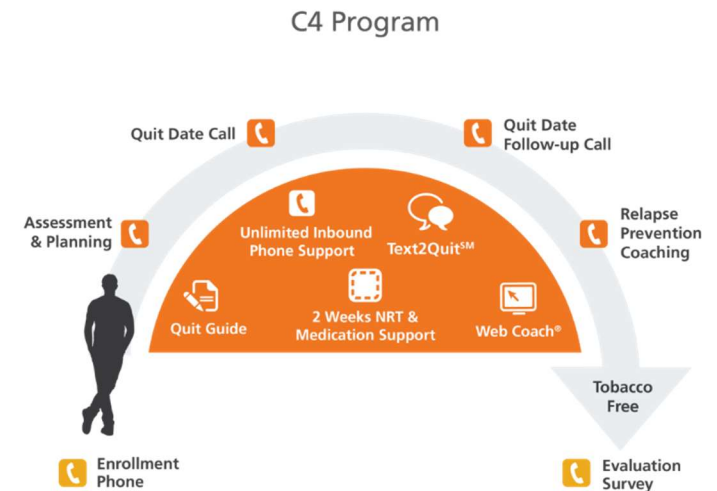 C4 Program
Quit Date Call
Quit Date
Follow-up Call
Assessment
& Planning
Unlimited Inbound
Phone Support
Text2Quit℠
Relapse
Prevention
Coaching
Quit Guide
2 Weeks NRT &
Medication Support
Web Coach®
Tobacco
Free
Enrollment
Phone
Evaluation
Survey